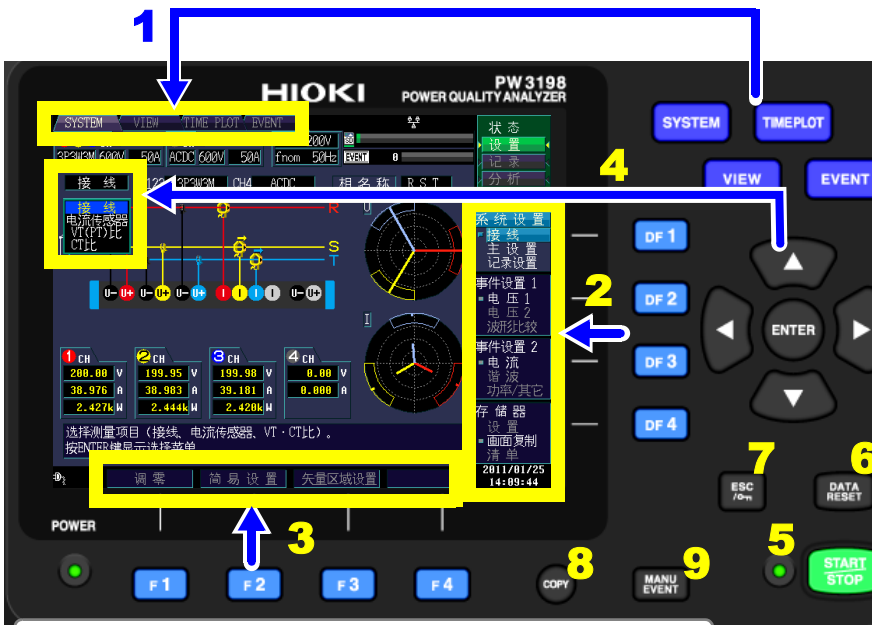 1
HIOKI
PW3198
POWER QUALITY ANALYZER
SYSTEM VIEW TIME PLOT EVENT
状态
设置
记录
分析
200V
3P3W3M 600V 50A ACDC 600V 50A fnom 50Hz EVENT 0
接线 123 3P3W3M CH4 ACDC 相名称 R S T
接线
电流传感器
VT(PT)比
CT比
R
S
T
U
I
U- U+ U- U+ U- U+ I I I I U- U+
1 CH
200.00 V
38.976 A
2.427k W
2 CH
199.95 V
38.983 A
2.444k W
3 CH
199.98 V
39.181 A
2.420k W
4 CH
0.00 V
0.000 A
选择测量项目(接线、电流传感器、VT・CT比)。
按ENTER键显示选择菜单
系统设置
接线
主设置
记录设置
事件设置 1
电压 1
电压 2
波形比较
事件设置 2
电流
谐波
功率/其它
存储器
设置
画面复制
清单
2011/01/25
14:09:44
调零 简易设置 矢量区域设置
2
3
4
SYSTEM TIMEPLOT
VIEW EVENT
DF 1
DF 2
DF 3
DF 4
ENTER
7
ESC
6
DATA
RESET
POWER
F 1 F 2 F 3 F 4
8
COPY
9
MANU
EVENT
5
START
STOP